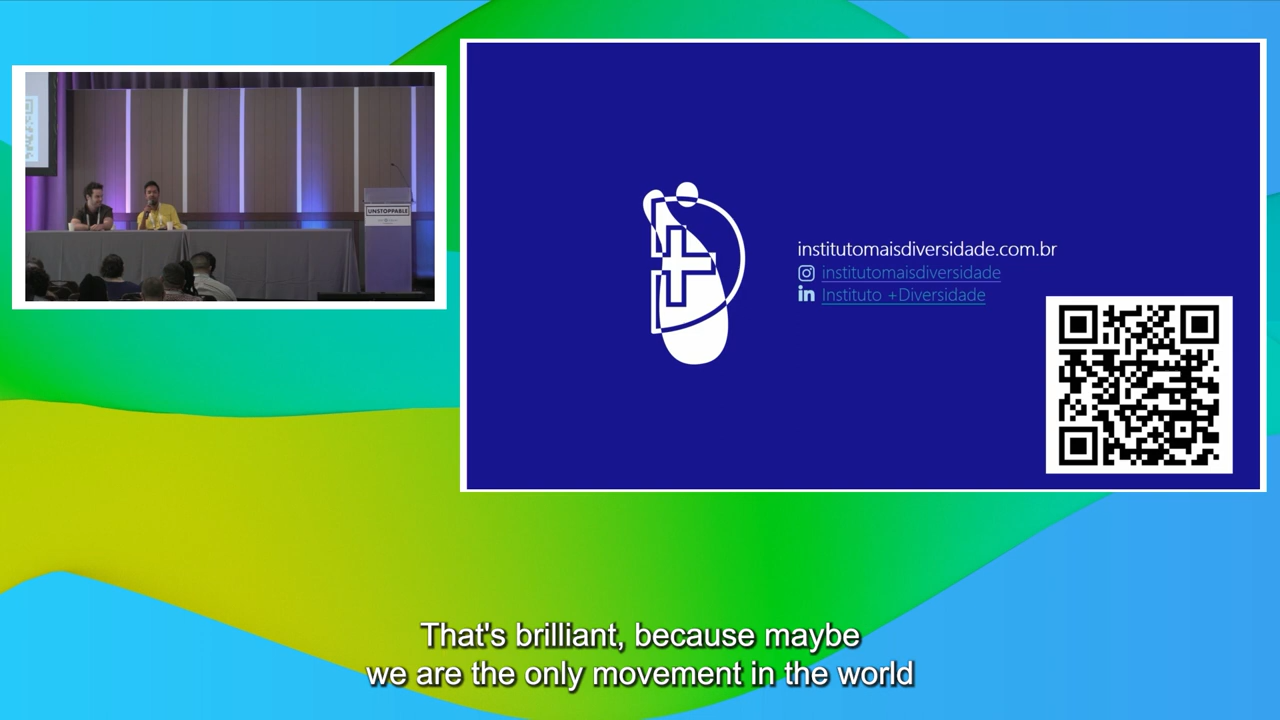 UNSTOPPABLE
institutomaisdiversidade.com.br
institutomaisdiversidade
in Instituto +Diversidade
That's brilliant, because maybe
we are the only movement in the world